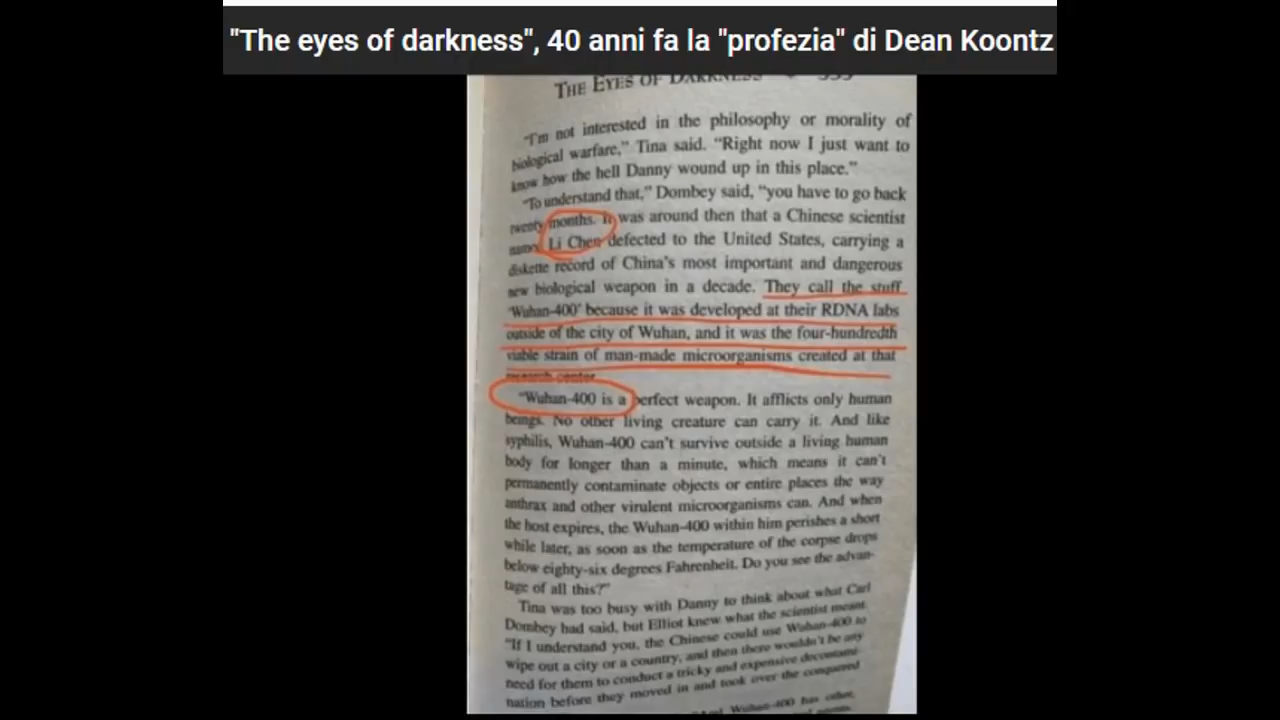 "The eyes of darkness", 40 anni fa la "profezia" di Dean Koontz
THE EYES OF DARKNESS
"I'm not interested in the philosophy or morality of
biological warfare," Tina said. "Right now I just want to
know how the hell Danny wound up in this place."
"To understand that," Dombey said, "you have to go back
twenty months. It was around then that a Chinese scientist
named Li Chen defected to the United States, carrying a
diskette record of China's most important and dangerous
new biological weapon in a decade. They call the stuff
'Wuhan-400' because it was developed at their RDNA labs
outside of the city of Wuhan, and it was the four-hundredth
viable strain of man-made microorganisms created at that
research center.
"Wuhan-400 is a perfect weapon. It afflicts only human
beings. No other living creature can carry it. And like
syphilis, Wuhan-400 can't survive outside a living human
body for longer than a minute, which means it can't
permanently contaminate objects or entire places the way
anthrax and other virulent microorganisms can. And when
the host expires, the Wuhan-400 within him perishes a short
while later, as soon as the temperature of the corpse drops
below eighty-six degrees Fahrenheit. Do you see the advan-
tage of all this?"
Tina was too busy with Danny to think about what Carl
Dombey had said, but Elliot knew what the scientist meant.
"If I understand you, the Chinese could use Wuhan-400 to
wipe out a city or a country, and then there wouldn't be any
need for them to conduct a tricky and expensive decontami-
nation before they moved in and took over the conquered
Wuhan-400 has other,